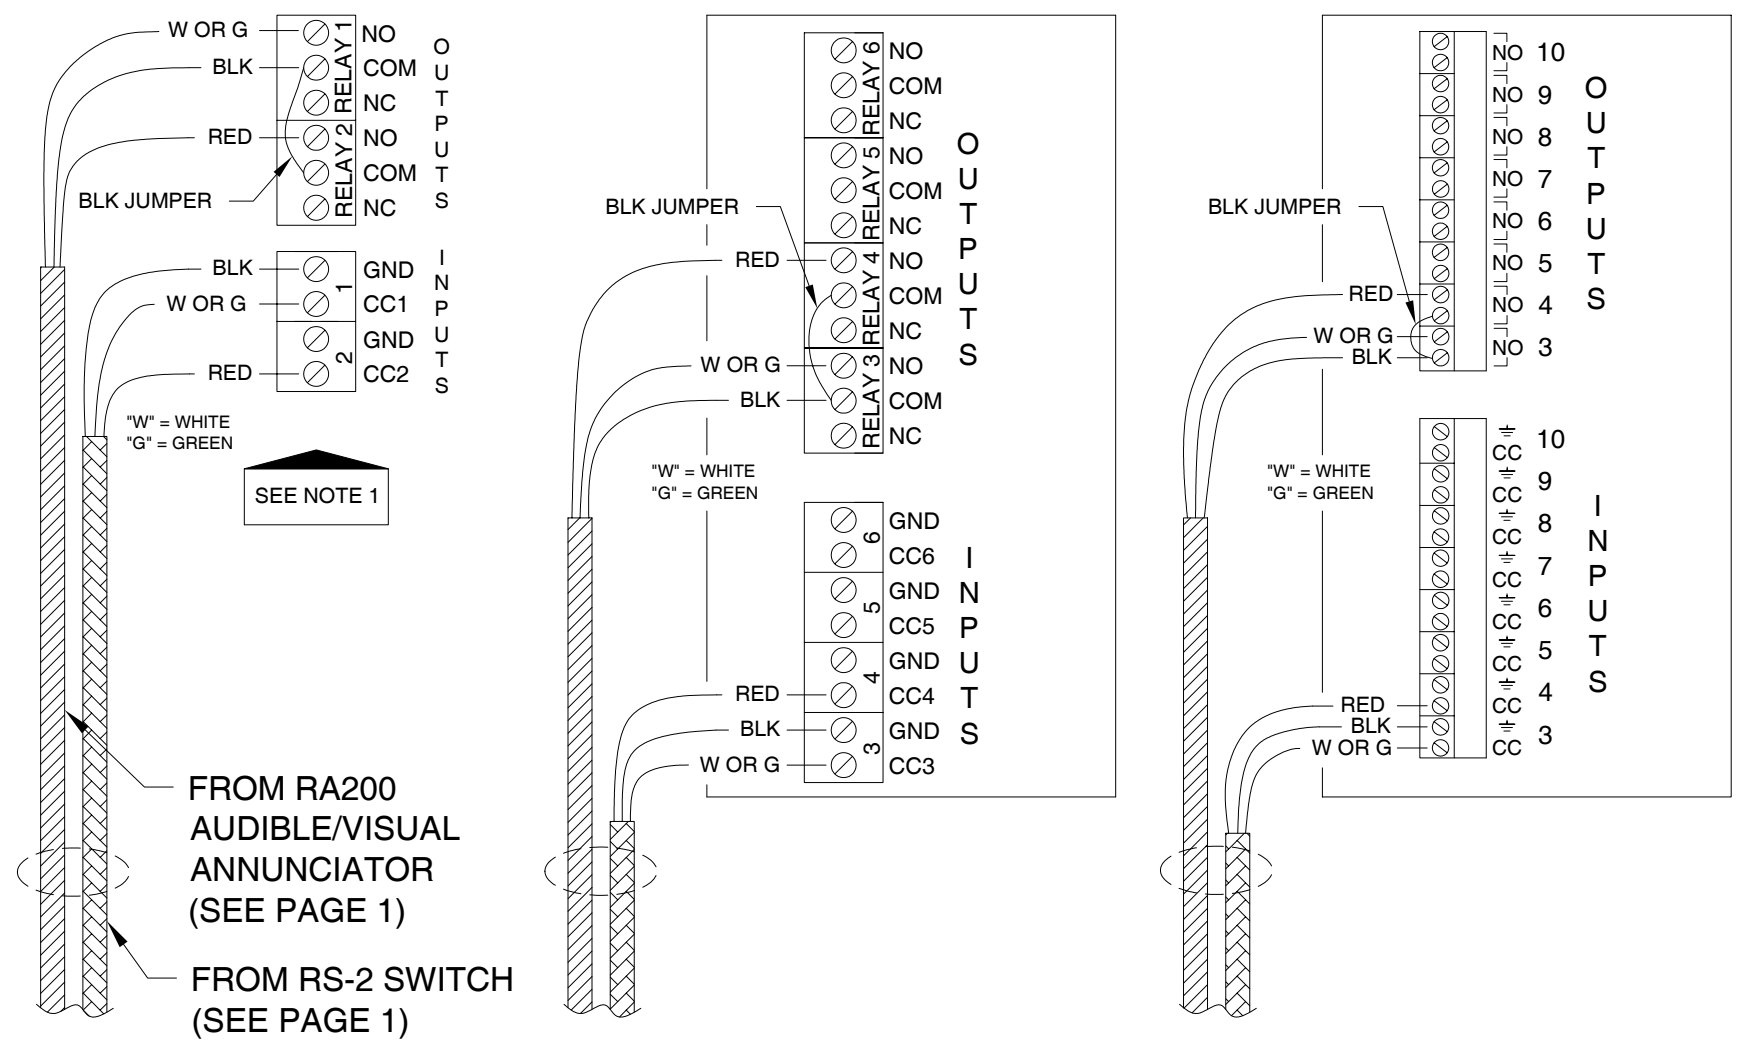 W OR G
BLK
RED
BLK JUMPER
RELAY 1
RELAY 2
NO
COM
NC
NO
COM
NC
OUTPUTS
BLK
W OR G
RED
1
2
GND
CC1
GND
CC2
INPUTS
"W" = WHITE
"G" = GREEN
SEE NOTE 1
FROM RA200
AUDIBLE/VISUAL
ANNUNCIATOR
(SEE PAGE 1)
FROM RS-2 SWITCH
(SEE PAGE 1)
BLK JUMPER
RED
W OR G
BLK
RELAY 6
RELAY 5
RELAY 4
RELAY 3
NO
COM
NC
NO
COM
NC
NO
COM
NC
NO
COM
NC
OUTPUTS
"W" = WHITE
"G" = GREEN
RED
BLK
W OR G
6
5
4
3
GND
CC6
GND
CC5
GND
CC4
GND
CC3
INPUTS
BLK JUMPER
RED
W OR G
BLK
NO 10
NO 9
NO 8
NO 7
NO 6
NO 5
NO 4
NO 3
OUTPUTS
"W" = WHITE
"G" = GREEN
RED
BLK
W OR G
CC 10
CC 9
CC 8
CC 7
CC 6
CC 5
CC 4
CC 3
INPUTS